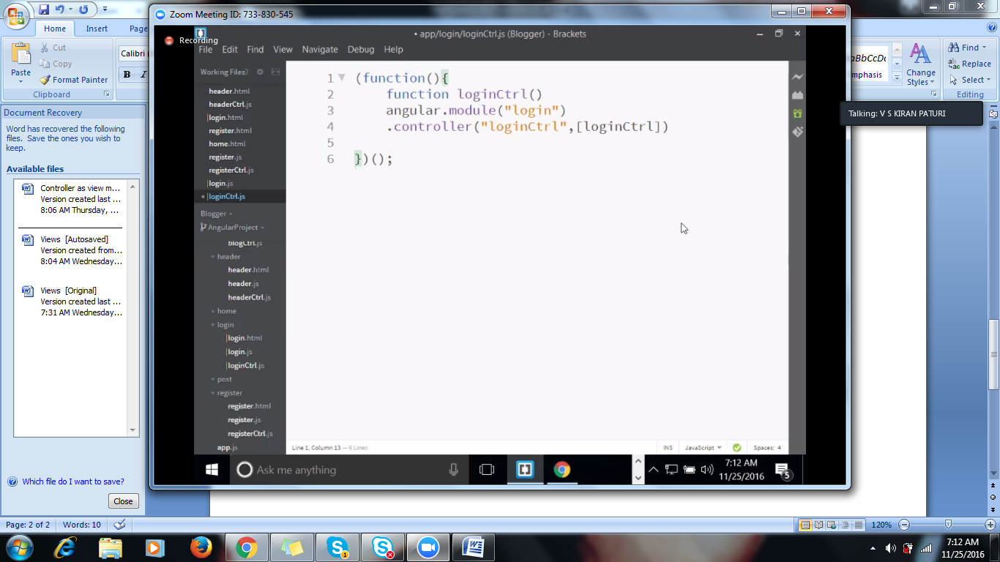 Zoom Meeting ID: 733-830-545
Home
Insert
Page
Cut
Copy
Format Painter
Paste
Clipboard
Calibri
B
I
AaBbCcDc
Emphasis
Change
Styles
Find
Replace
Select
Editing
Talking: V S KIRAN PATURI
Document Recovery
Word has recovered the following
files. Save the ones you wish to
keep.
Available files
Controller as view m...
Version created last ...
8:06 AM Thursday, ...
Views [Autosaved]
Version created from...
8:04 AM Wednesday...
Views [Original]
Version created last ...
7:31 AM Wednesday...
Which file do I want to save?
Close
Recording
• app/login/loginCtrl.js (Blogger) - Brackets
File Edit Find View Navigate Debug Help
Working Files
header.html
headerCtrl.js
login.html
register.html
home.html
register.js
registerCtrl.js
login.js
loginCtrl.js
Blogger
AngularProject
blogCtrl.js
header
header.html
header.js
headerCtrl.js
home
login
login.html
login.js
loginCtrl.js
post
register
register.html
register.js
registerCtrl.js
app.js
1 (function(){
2 function loginCtrl()
3 angular.module("login")
4 .controller("loginCtrl",[loginCtrl])
5
6 })();
Line 1, Column 13 — 6 Lines
INS JavaScript Spaces: 4
Ask me anything
7:12 AM
11/25/2016
5
Page: 2 of 2 Words: 10
120%
1
7:12 AM
11/25/2016